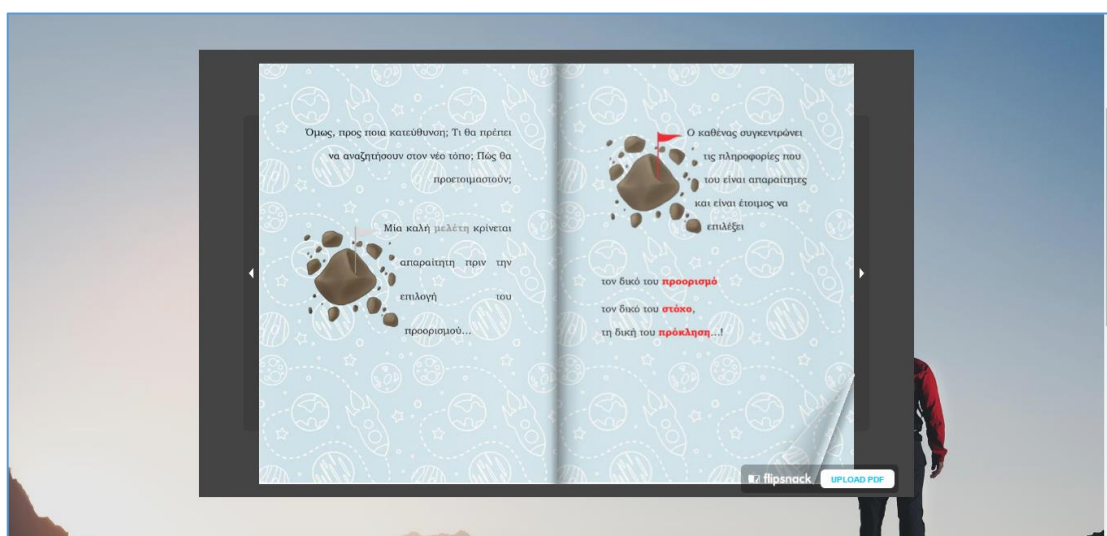 Όμως, προς ποια κατεύθυνση; Τι θα πρέπει
να αναζητήσουν στον νέο τόπο; Πώς θα
προετοιμαστούν;
Μία καλή μελέτη κρίνεται
απαραίτητη πριν την
επιλογή του
προορισμού...
Ο καθένας συγκεντρώνει
τις πληροφορίες που
του είναι απαραίτητες
και είναι έτοιμος να
επιλέξει
τον δικό του προορισμό
τον δικό του στόχο,
τη δική του πρόκληση...!
flipsnack UPLOAD PDF